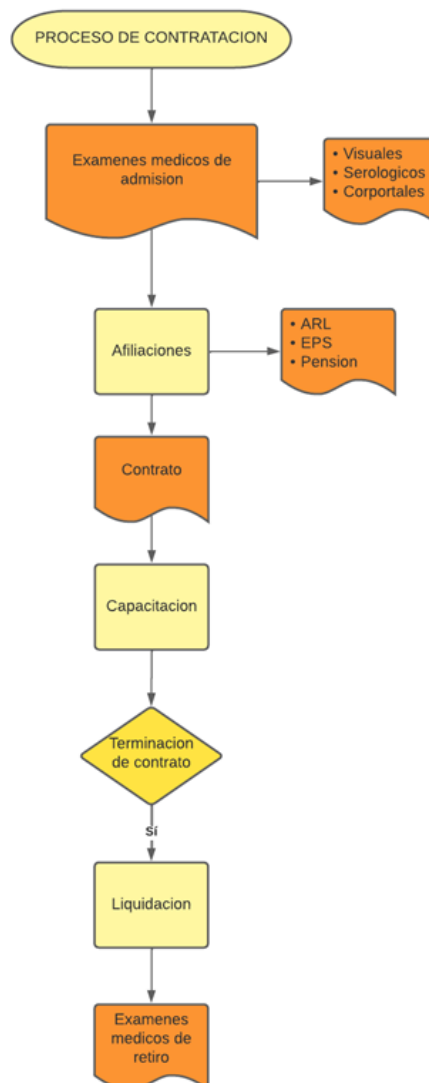 PROCESO DE CONTRATACION
Examenes medicos de
admision
• Visuales
• Serologicos
• Corportales
Afiliaciones
• ARL
• EPS
• Pension
Contrato
Capacitacion
Terminacion
de contrato
Sí
Liquidacion
Examenes
medicos de
retiro